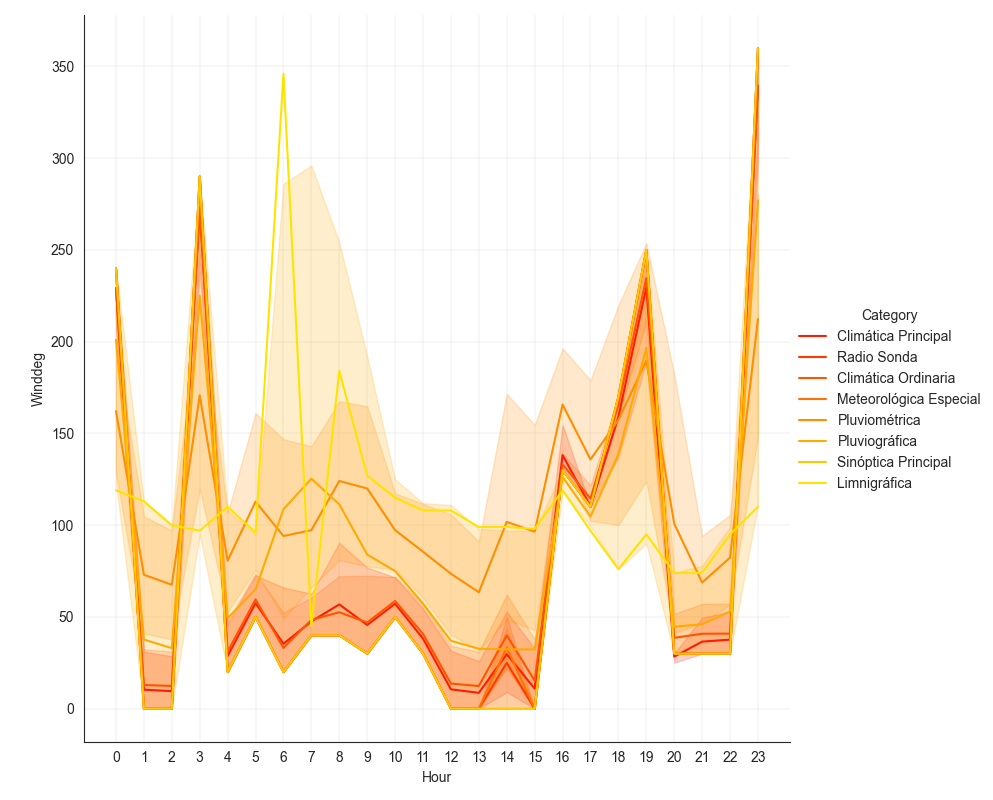 350
300
250
200
150
100
50
0
Winddeg
0 1 2 3 4 5 6 7 8 9 10 11 12 13 14 15 16 17 18 19 20 21 22 23
Hour
Category
Climática Principal
Radio Sonda
Climática Ordinaria
Meteorológica Especial
Pluviométrica
Pluviográfica
Sinóptica Principal
Limnigráfica